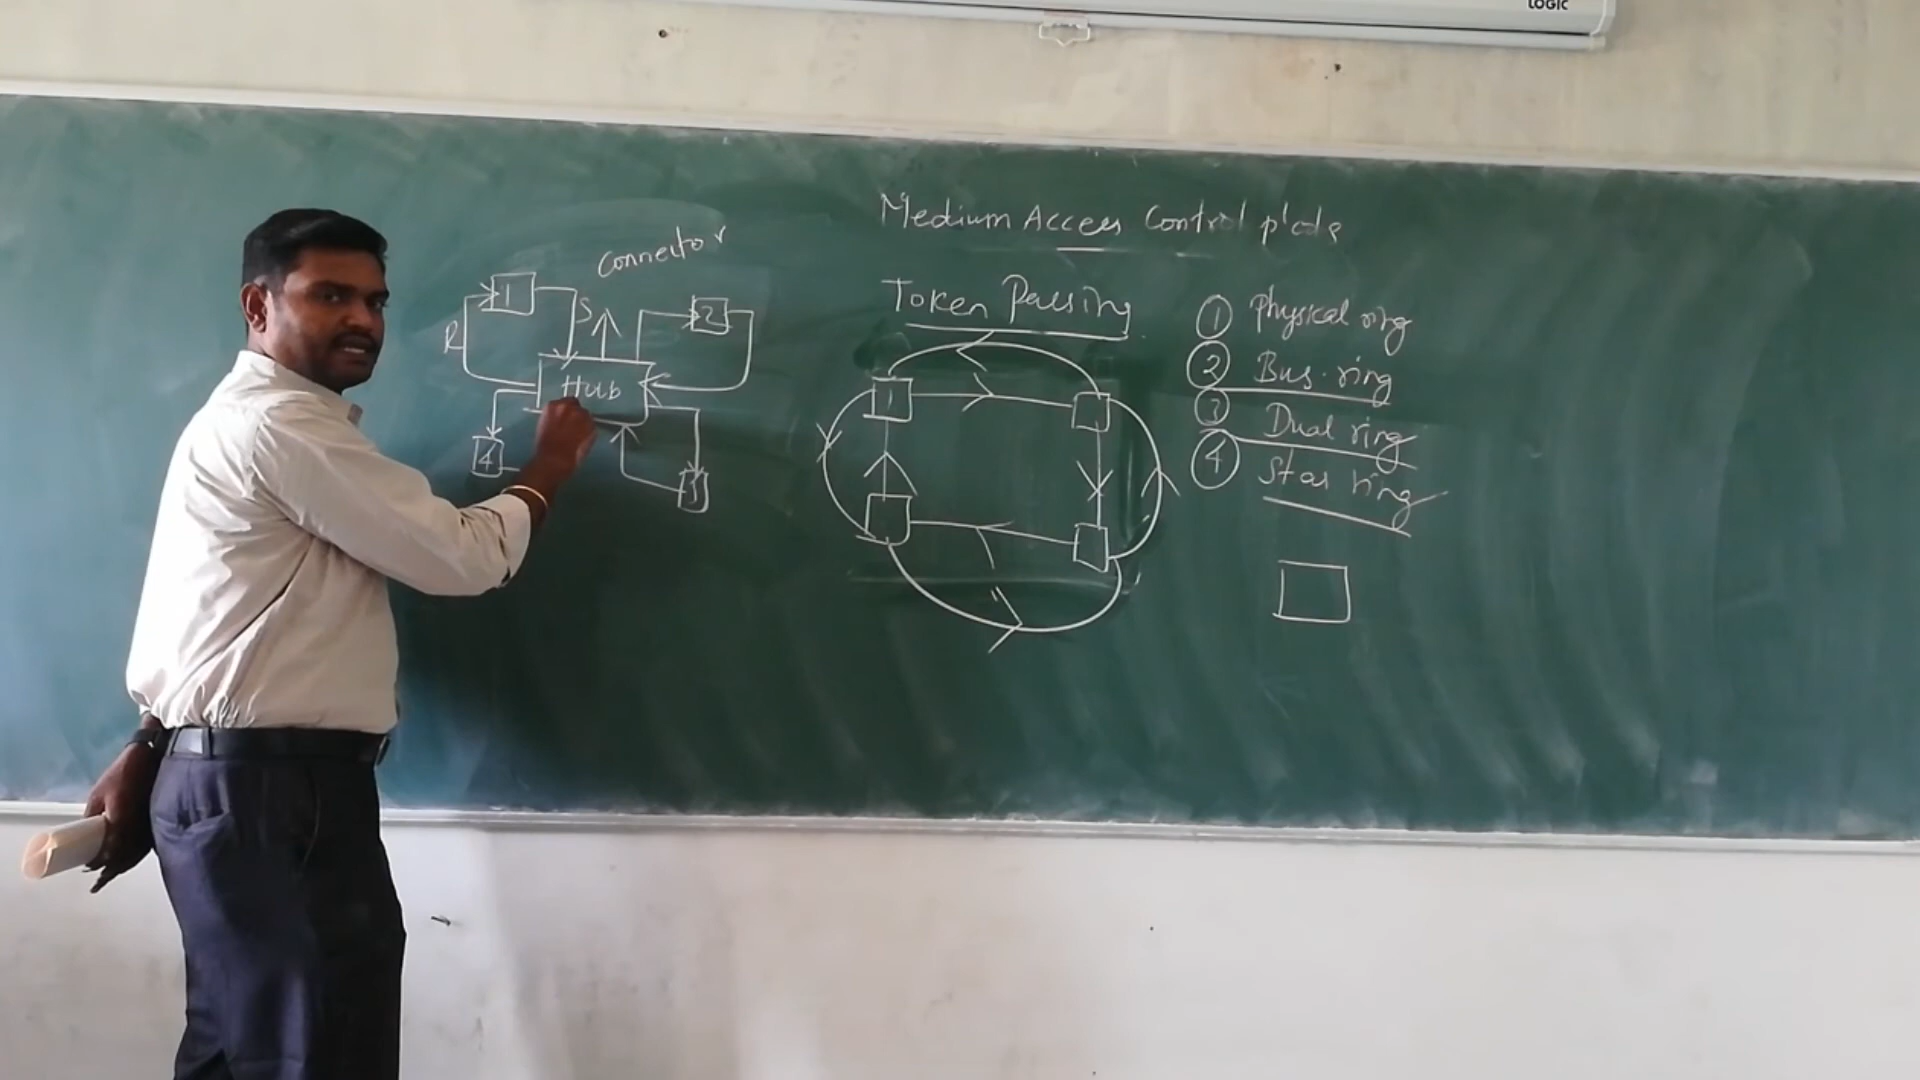 LOGIC
Medium Access Control
Connector
Token Passing
① Physical ring
② Bus ring
③ Dual ring
④ Star ring
1
S
2
R
Hub
4
3
1